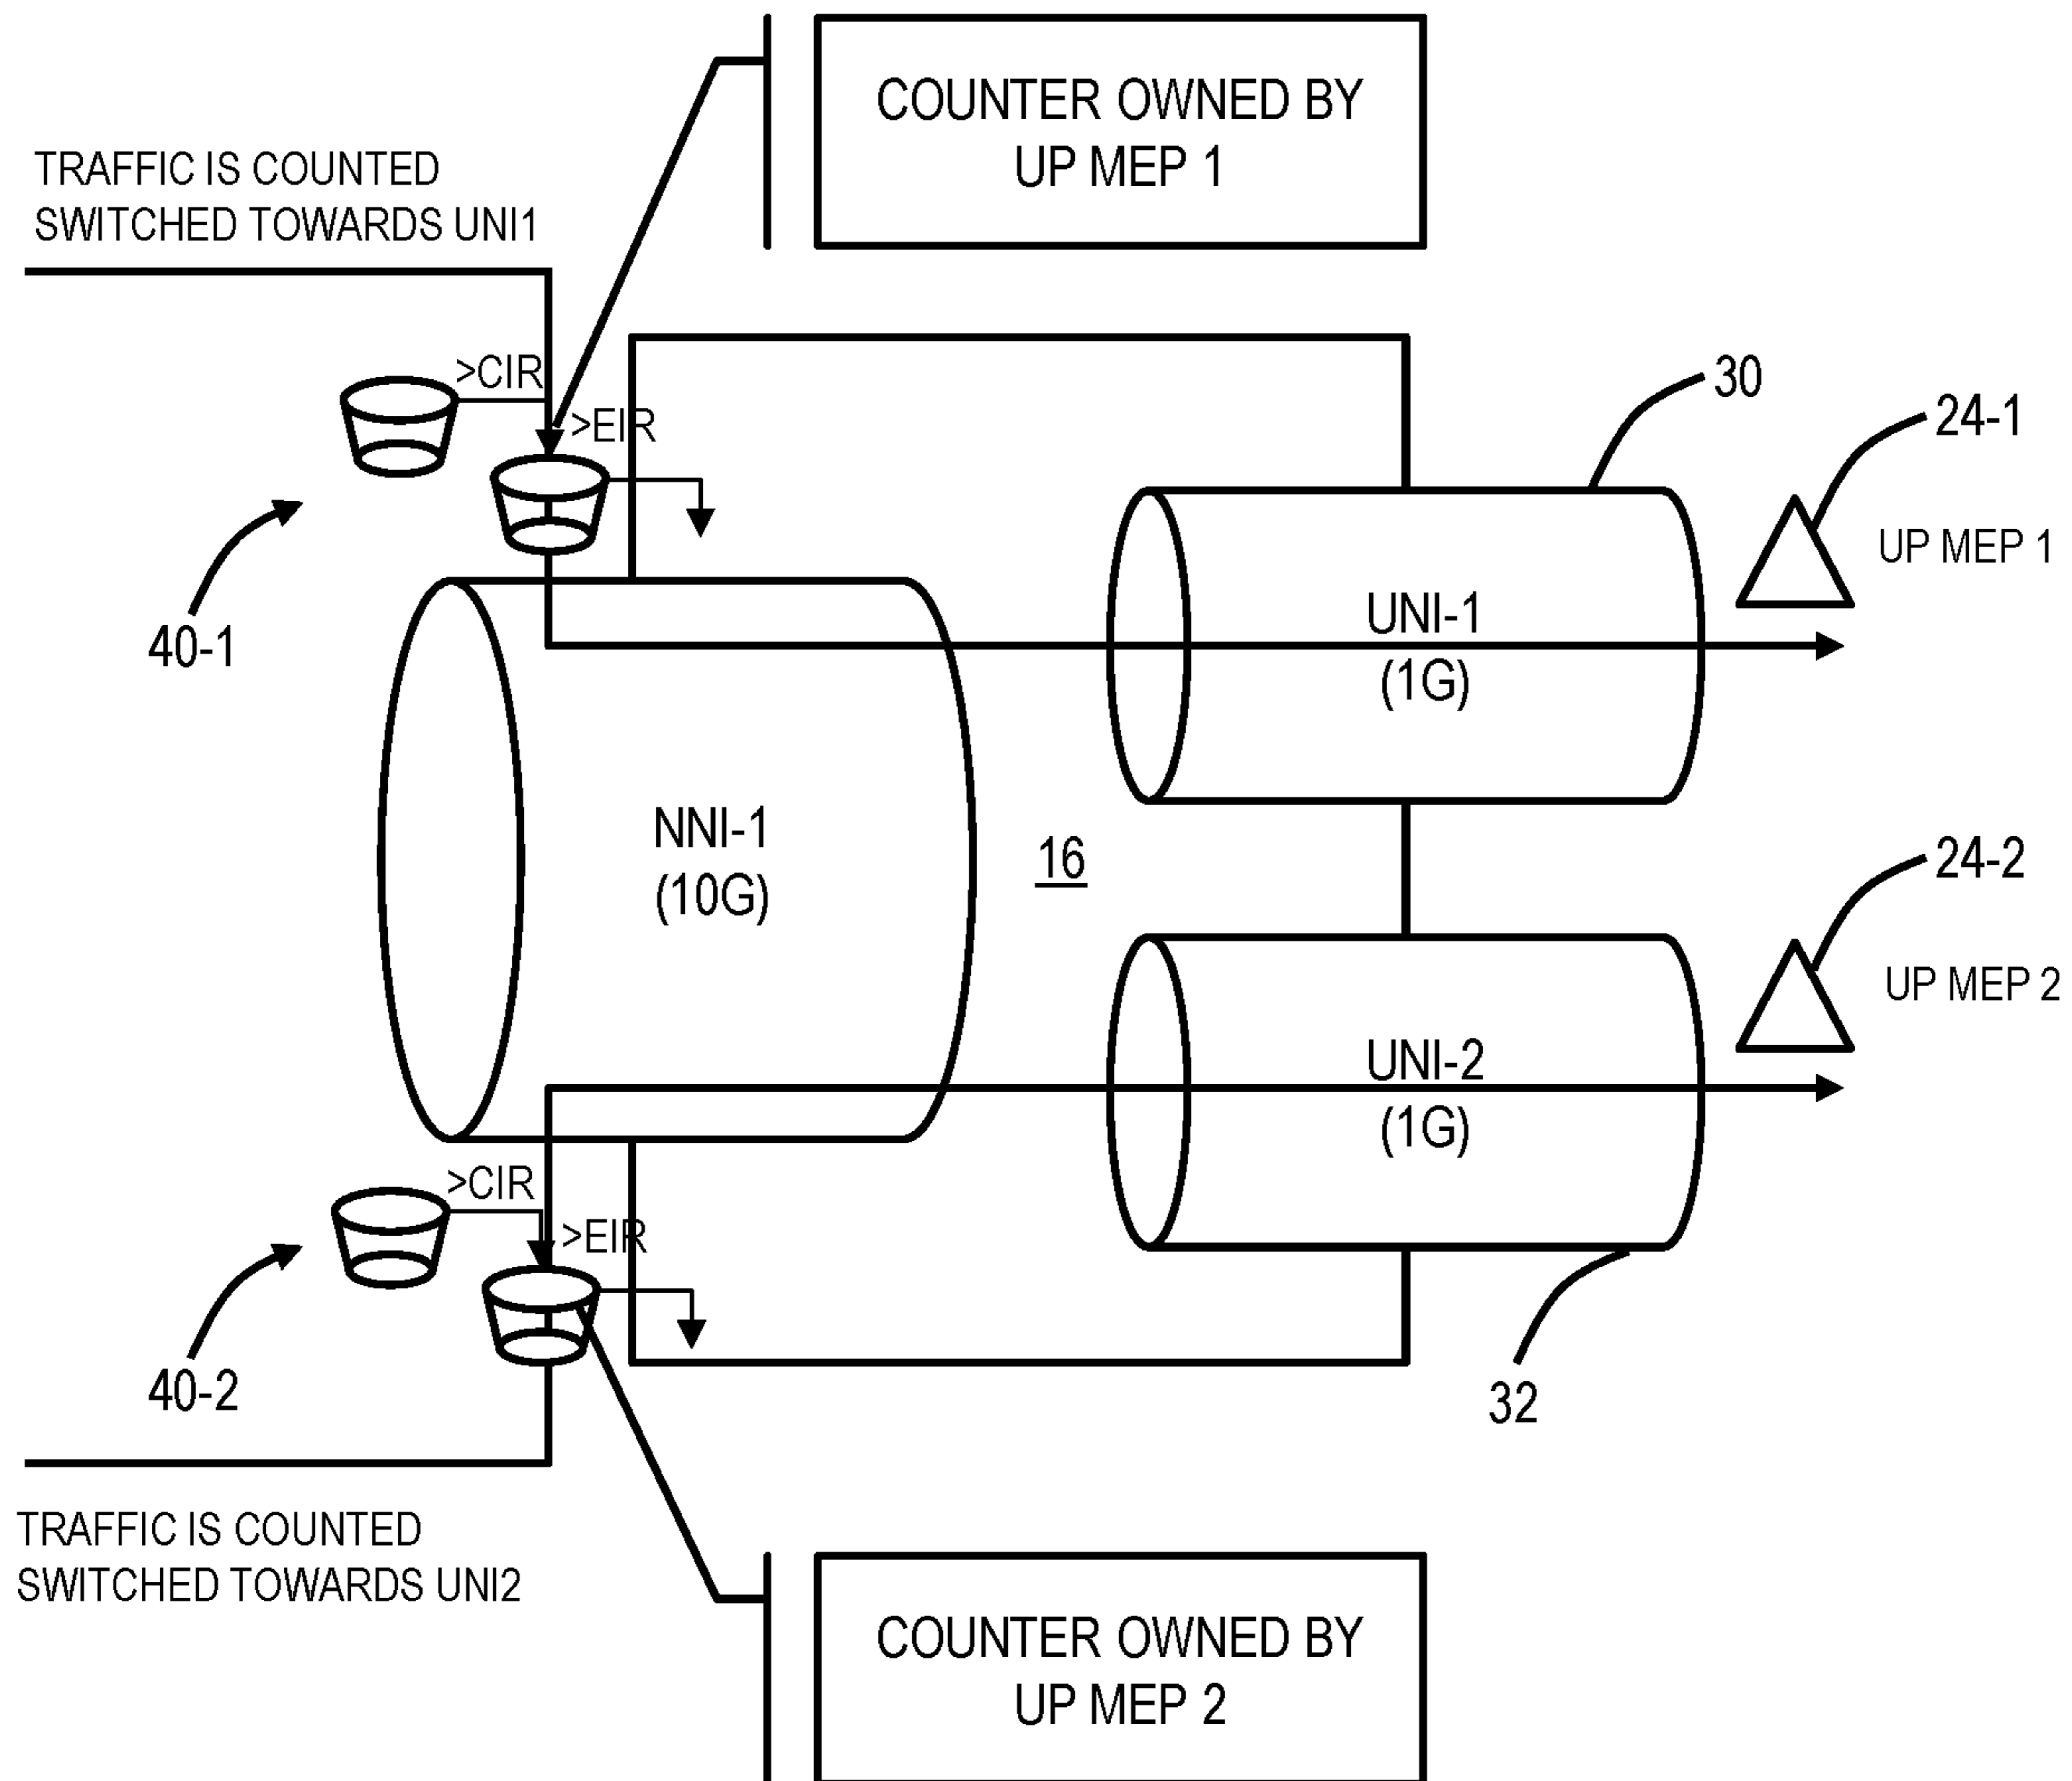 COUNTER OWNED BY
UP MEP 1
TRAFFIC IS COUNTED
SWITCHED TOWARDS UNI1
>CIR
>EIR
30
24-1
UP MEP 1
40-1
UNI-1
(1G)
NNI-1
(10G)
16
24-2
UP MEP 2
UNI-2
(1G)
>CIR
>EIR
40-2
32
TRAFFIC IS COUNTED
SWITCHED TOWARDS UNI2
COUNTER OWNED BY
UP MEP 2